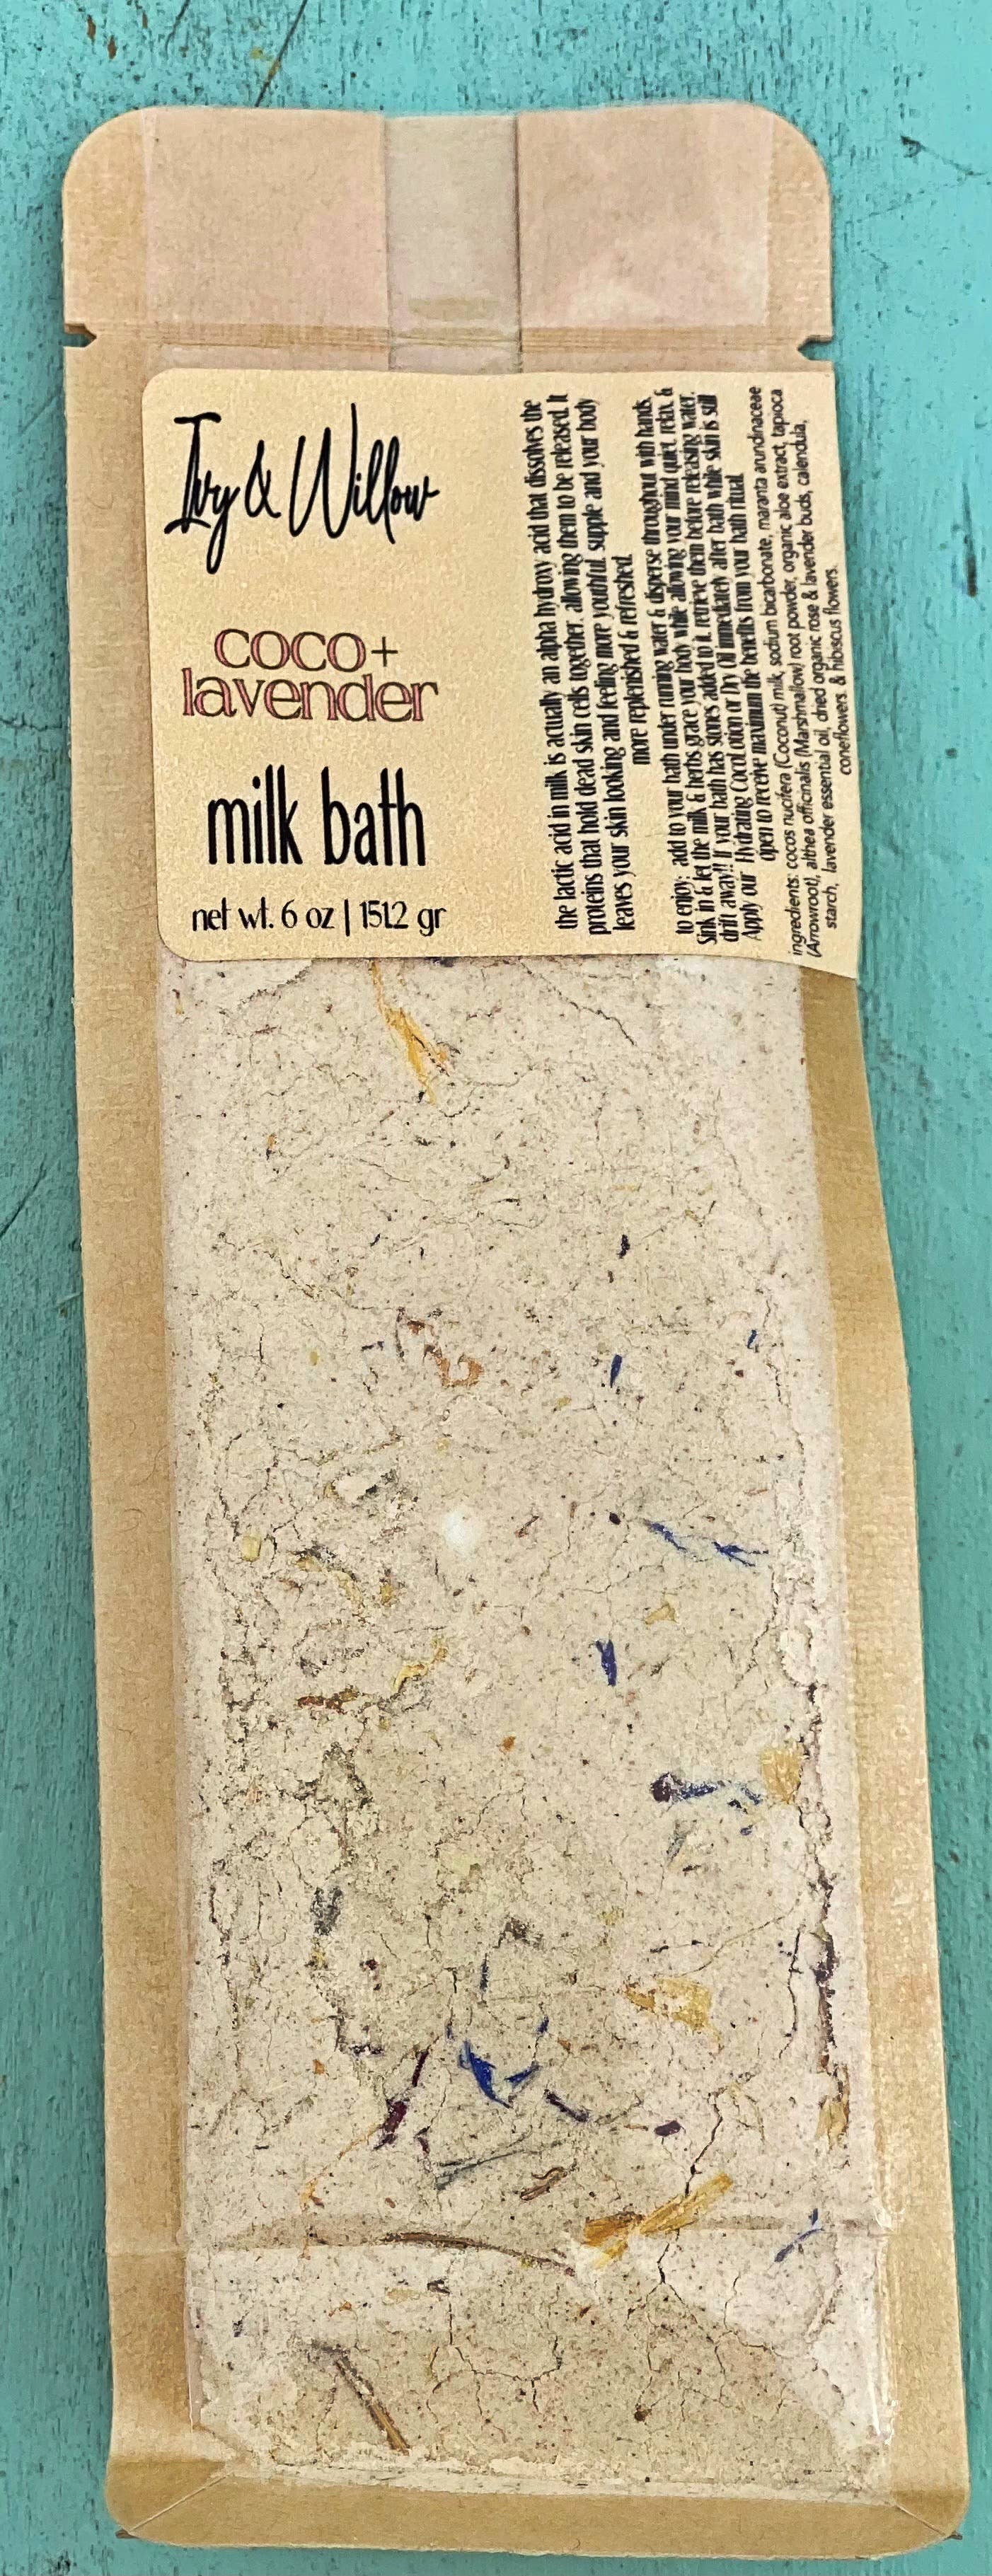 Ivy & Willow
coco+
lavender
milk bath
net wt. 6 oz | 151.2 gr
the lactic acid in milk is actually an alpha hydroxy acid that dissolves the
proteins that hold dead skin cells together, allowing them to be released. It
leaves your skin looking and feeling more youthful, supple and your body
more replenished & refreshed.
to enjoy: add to your bath under running water & disperse throughout with hands.
Sink in & let the milk & herbs grace your body while allowing your mind quiet, relax, &
drift away!! If your bath has stones added to it, retrieve them before releasing water.
Apply our Hydrating CocoLotion or Dry Oil immediately after bath while skin is still
open to receive maximum the benefits from your bath ritual.
ingredients: cocos nucifera (Coconut) milk, sodium bicarbonate, maranta arundinaceae
(Arrowroot), althea officinalis (Marshmallow) root powder, organic aloe extract, tapioca
starch, lavender essential oil, dried organic rose & lavender buds, calendula,
coneflowers & hibiscus flowers.